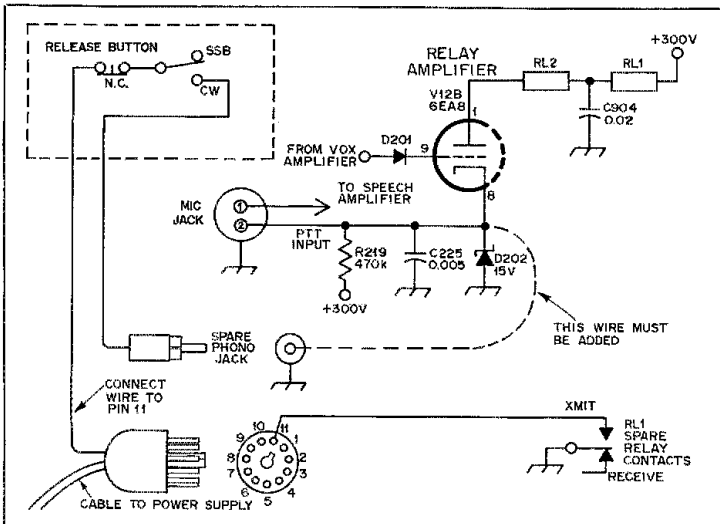 RELEASE BUTTON
SSB
N.C.
CW
RELAY
AMPLIFIER
V12B
6EA8
1
RL2
RL1
+300V
C904
0.02
FROM VOX
AMPLIFIER
D201
9
8
MIC
JACK
1
2
TO SPEECH
AMPLIFIER
PTT
INPUT
R219
470k
+300V
C225
0.005
D202
15V
THIS WIRE MUST
BE ADDED
SPARE
PHONO
JACK
CONNECT
WIRE TO
PIN 11
10
11
9
1
8
2
7
3
6
5
4
XMIT
RL1
SPARE
RELAY
CONTACTS
RECEIVE
CABLE TO POWER SUPPLY